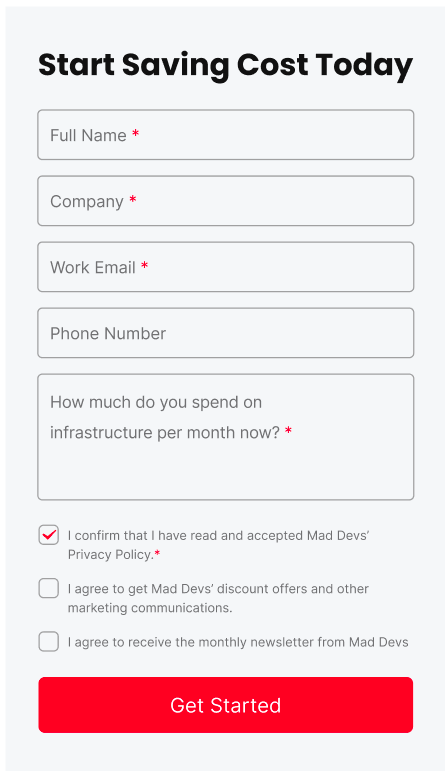 Start Saving Cost Today
Full Name *
Company *
Work Email *
Phone Number
How much do you spend on
infrastructure per month now? *
I confirm that I have read and accepted Mad Devs’
Privacy Policy.*
I agree to get Mad Devs’ discount offers and other
marketing communications.
I agree to receive the monthly newsletter from Mad Devs
Get Started